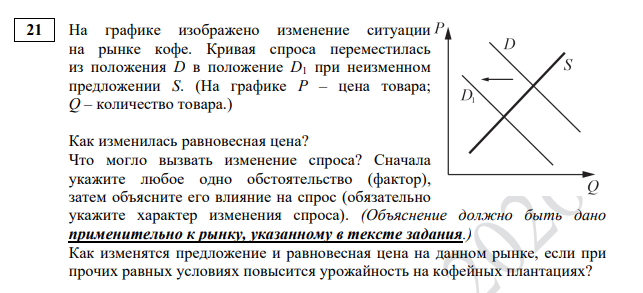 21
На графике изображено изменение ситуации
на рынке кофе. Кривая спроса переместилась
из положения D в положение D₁ при неизменном
предложении S. (На графике P – цена товара;
Q – количество товара.)
Как изменилась равновесная цена?
Что могло вызвать изменение спроса? Сначала
укажите любое одно обстоятельство (фактор),
затем объясните его влияние на спрос (обязательно
укажите характер изменения спроса). (Объяснение должно быть дано
применительно к рынку, указанному в тексте задания.)
Как изменятся предложение и равновесная цена на данном рынке, если при
прочих равных условиях повысится урожайность на кофейных плантациях?
P
D
S
D₁
Q
2020